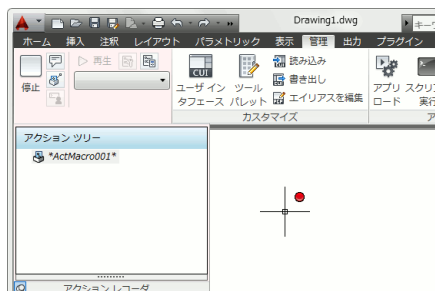 Drawing1.dwg
キーワ
ホーム 挿入 注釈 レイアウト パラメトリック 表示 管理 出力 プラグイン
停止
再生
CUI
ユーザ イン
タフェース
ツール
パレット
読み込み
書き出し
エイリアスを編集
アプリ
ロード
スクリプ
実行
カスタマイズ
ア
アクション ツリー
*ActMacro001*
アクション レコーダ